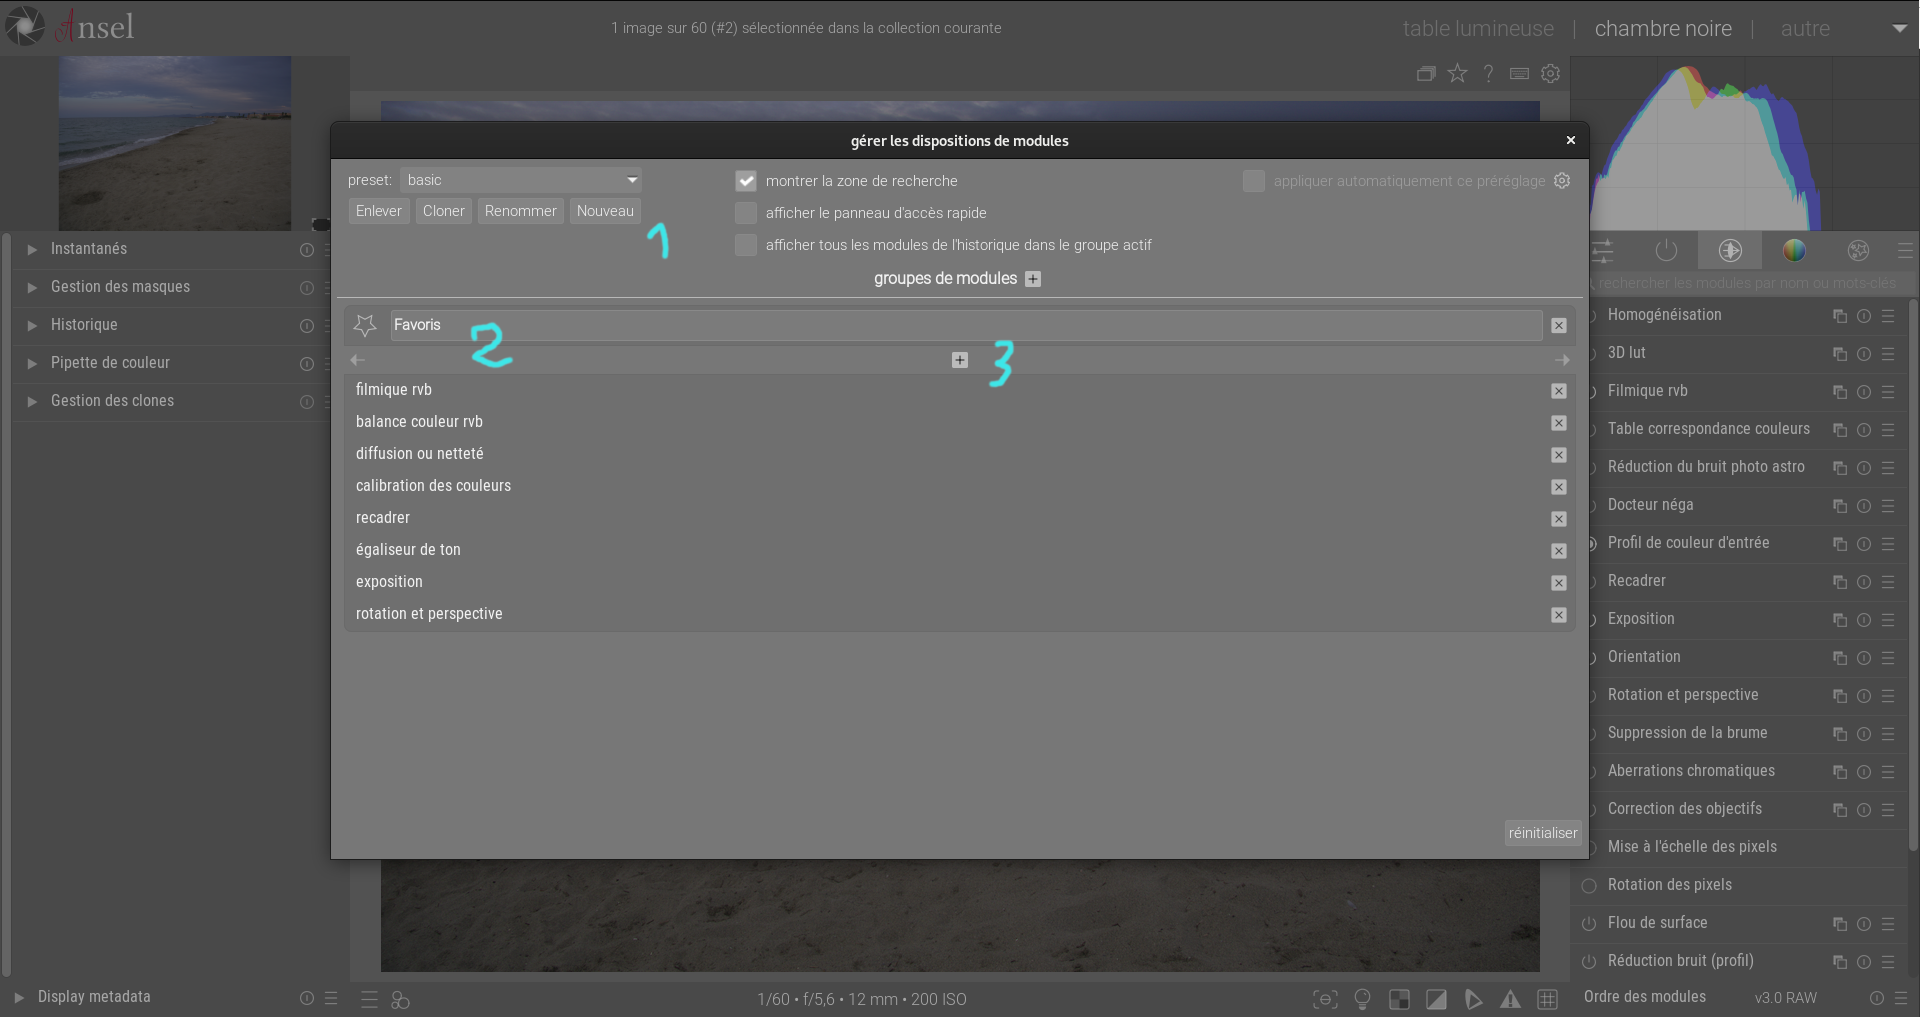 Ansel
1 image sur 60 (#2) sélectionnée dans la collection courante
table lumineuse | chambre noire | autre
gérer les dispositions de modules
preset: basic
Enlever Cloner Renommer Nouveau
1
montrer la zone de recherche
afficher le panneau d'accès rapide
afficher tous les modules de l'historique dans le groupe actif
appliquer automatiquement ce préréglage
groupes de modules
Favoris
2
3
filmique rvb
balance couleur rvb
diffusion ou netteté
calibration des couleurs
recadrer
égaliseur de ton
exposition
rotation et perspective
réinitialiser
Instantanés
Gestion des masques
Historique
Pipette de couleur
Gestion des clones
Display metadata
1/60 • f/5,6 • 12 mm • 200 ISO
rechercher les modules par nom ou mots-clés
Homogénéisation
3D lut
Filmique rvb
Table correspondance couleurs
Réduction du bruit photo astro
Docteur néga
Profil de couleur d'entrée
Recadrer
Exposition
Orientation
Rotation et perspective
Suppression de la brume
Aberrations chromatiques
Correction des objectifs
Mise à l'échelle des pixels
Rotation des pixels
Flou de surface
Réduction bruit (profil)
Ordre des modules v3.0 RAW